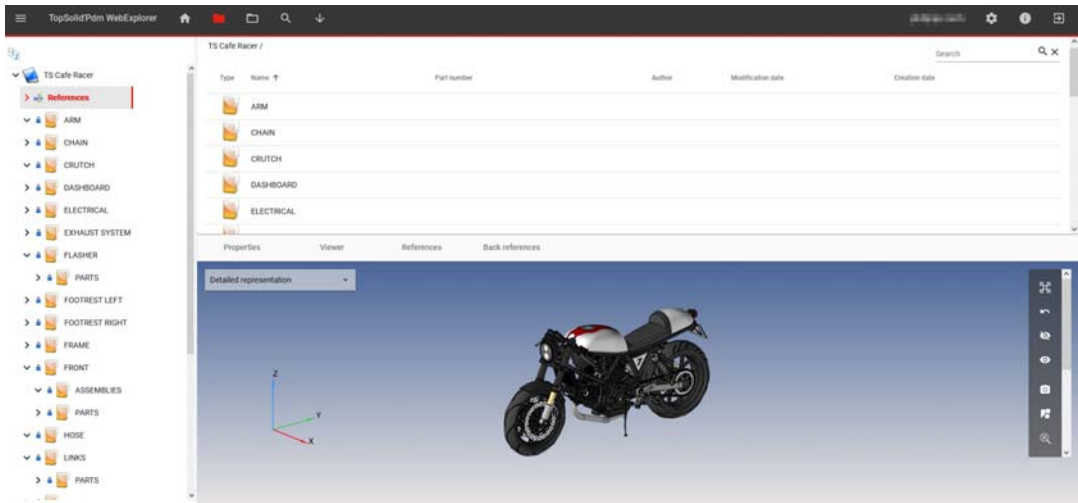 TopSolid'Pdm WebExplorer
TS Cafe Racer
References
ARM
CHAIN
CRUTCH
DASHBOARD
ELECTRICAL
EXHAUST SYSTEM
FLASHER
PARTS
FOOTREST LEFT
FOOTREST RIGHT
FRAME
FRONT
ASSEMBLIES
PARTS
HOSE
LINKS
PARTS
TS Cafe Racer /
Search
Type Name Part number Author Modification date Creation date
ARM
CHAIN
CRUTCH
DASHBOARD
ELECTRICAL
Properties Viewer References Back references
Detailed representation
Z
Y
X
7